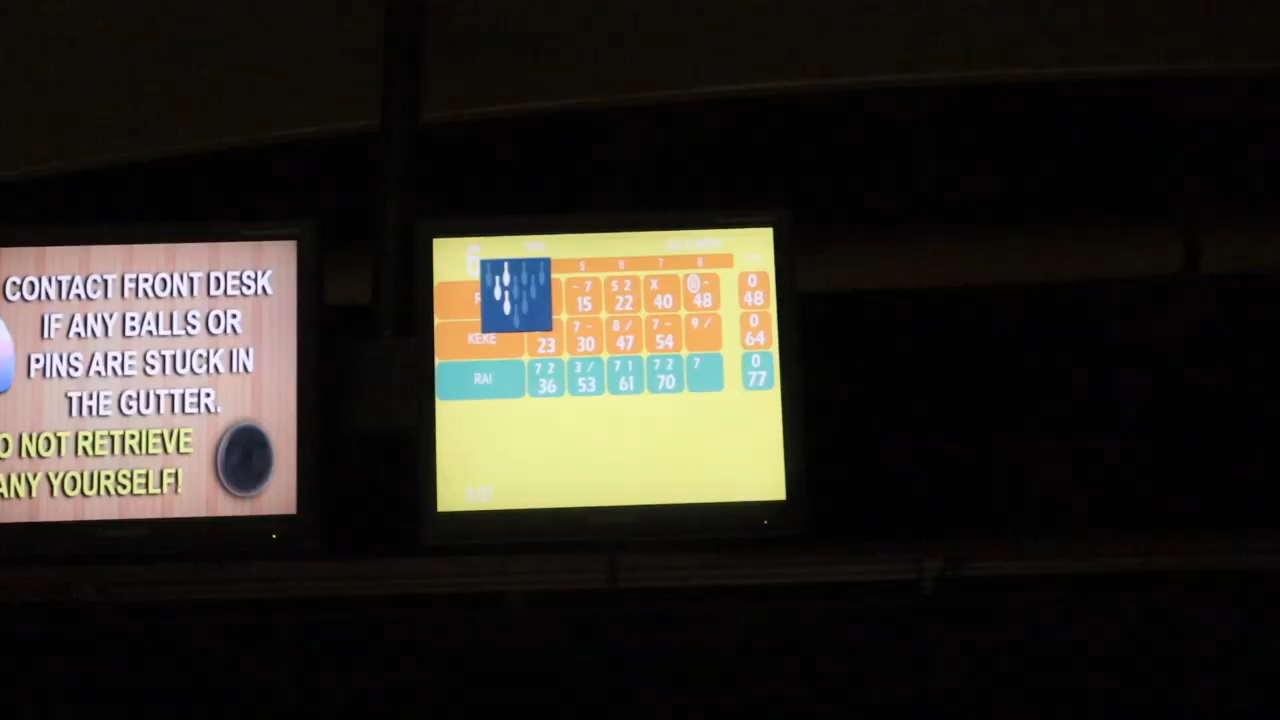 CONTACT FRONT DESK
IF ANY BALLS OR
PINS ARE STUCK IN
THE GUTTER.
O NOT RETRIEVE
ANY YOURSELF!
6
5 6 7 8
- 7 5 2 X 8 - 0
15 22 40 48 48
KEKE 7 - 8 / 7 - 9 / 0
23 30 47 54 64
RAI 7 2 3 / 7 1 7 2 7 0
36 53 61 70 77